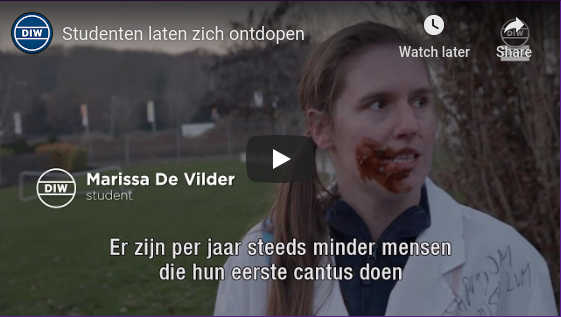 DIW
Studenten laten zich ontdopen
Watch later
DIW
Share
DIW
Marissa De Vilder
student
Er zijn per jaar steeds minder mensen
die hun eerste cantus doen